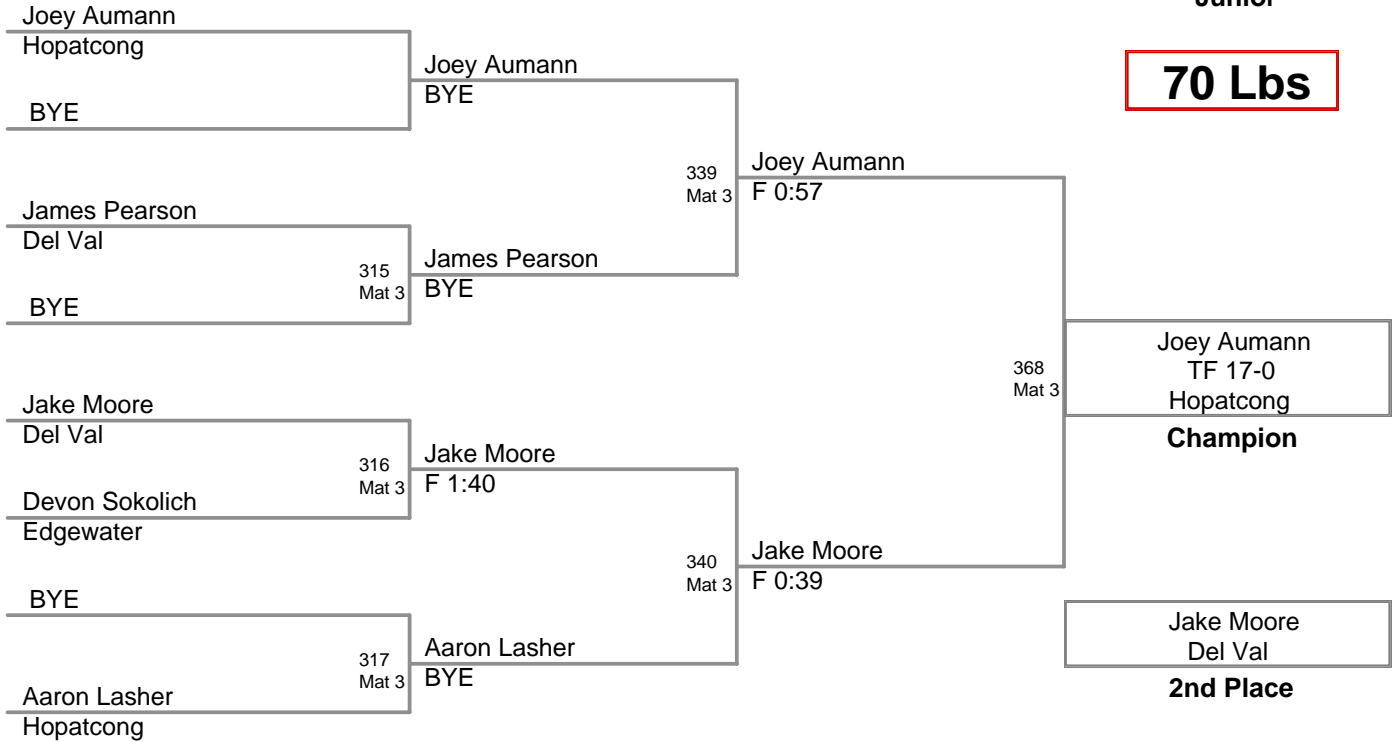 Junior
70 Lbs
Joey Aumann
Hopatcong
BYE
James Pearson
Del Val
BYE
315
Mat 3
Jake Moore
Del Val
Devon Sokolich
Edgewater
316
Mat 3
BYE
Aaron Lasher
Hopatcong
317
Mat 3
Joey Aumann
BYE
James Pearson
BYE
339
Mat 3
Jake Moore
F 1:40
Aaron Lasher
BYE
340
Mat 3
Joey Aumann
F 0:57
Jake Moore
F 0:39
368
Mat 3
Joey Aumann
TF 17-0
Hopatcong
Champion
Jake Moore
Del Val
2nd Place